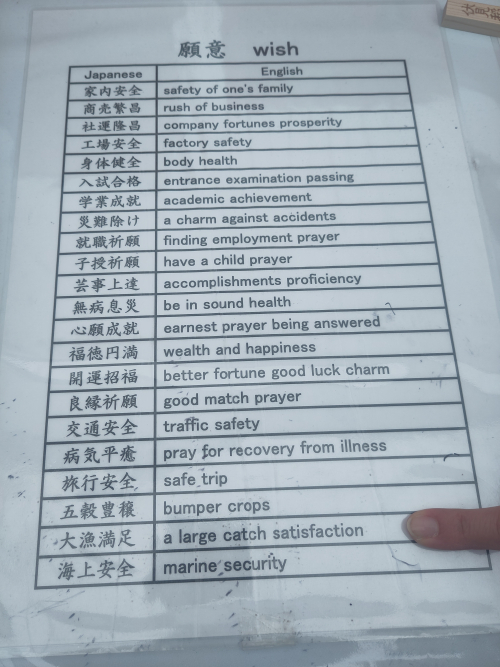 願意 wish
Japanese English
家内安全 safety of one's family
商売繁昌 rush of business
社運隆昌 company fortunes prosperity
工場安全 factory safety
身体健全 body health
入試合格 entrance examination passing
学業成就 academic achievement
災難除け a charm against accidents
就職祈願 finding employment prayer
子授祈願 have a child prayer
芸事上達 accomplishments proficiency
無病息災 be in sound health
心願成就 earnest prayer being answered
福徳円満 wealth and happiness
開運招福 better fortune good luck charm
良縁祈願 good match prayer
交通安全 traffic safety
病気平癒 pray for recovery from illness
旅行安全 safe trip
五穀豊穣 bumper crops
大漁満足 a large catch satisfaction
海上安全 marine security